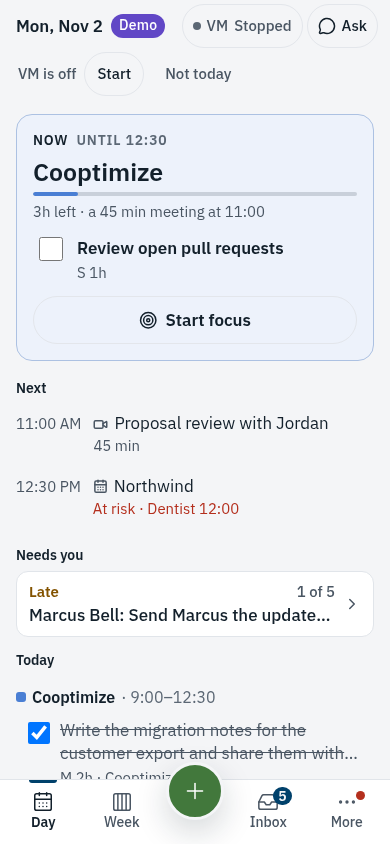 Mon, Nov 2 Demo VM Stopped Ask
VM is off Start Not today
NOW UNTIL 12:30
Cooptimize
3h left · a 45 min meeting at 11:00
Review open pull requests
S 1h
Start focus
Next
11:00 AM Proposal review with Jordan
45 min
12:30 PM Northwind
At risk · Dentist 12:00
Needs you
Late 1 of 5
Marcus Bell: Send Marcus the update...
Today
Cooptimize · 9:00–12:30
Write the migration notes for the
customer export and share them with...
M 2h · Cooptimiz
Day Week Inbox 5 More